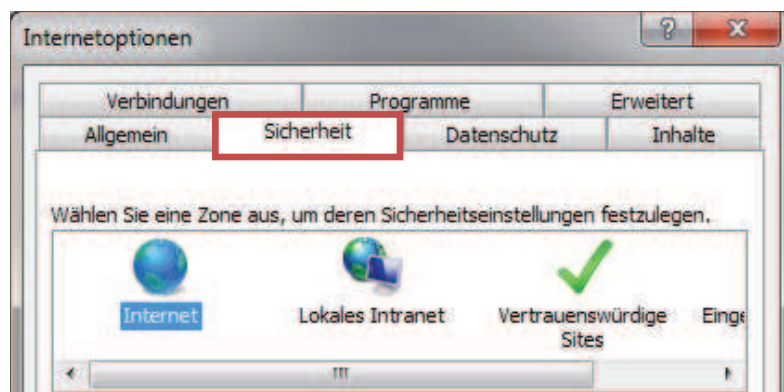 Internetoptionen
Verbindungen Programme Erweitert
Allgemein Sicherheit Datenschutz Inhalte
Wählen Sie eine Zone aus, um deren Sicherheitseinstellungen festzulegen.
Internet Lokales Intranet Vertrauenswürdige Einge
Sites